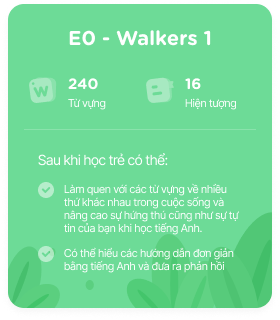 E0 - Walkers 1
W
240
Từ vựng
16
Hiện tượng
Sau khi học trẻ có thể:
Làm quen với các từ vựng về nhiều
thứ khác nhau trong cuộc sống và
nâng cao sự hứng thú cũng như sự tự
tin của bạn khi học tiếng Anh.
Có thể hiểu các hướng dẫn đơn giản
bằng tiếng Anh và đưa ra phản hồi